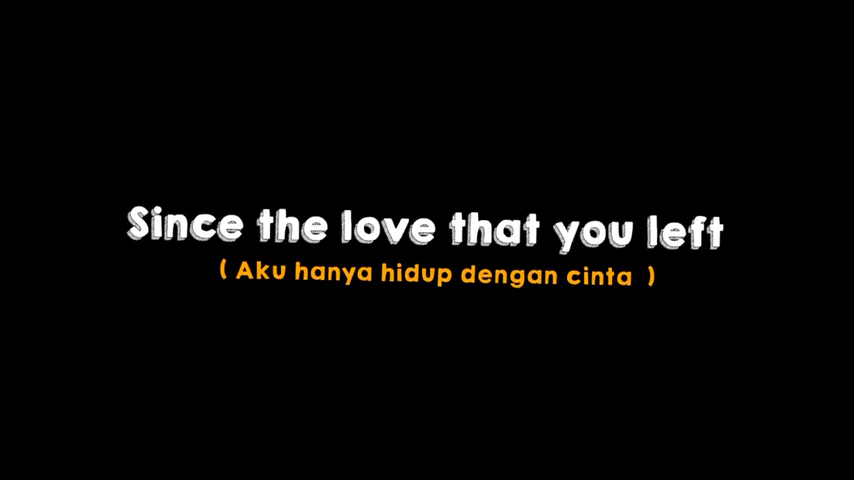 Since the love that you left
( Aku hanya hidup dengan cinta )